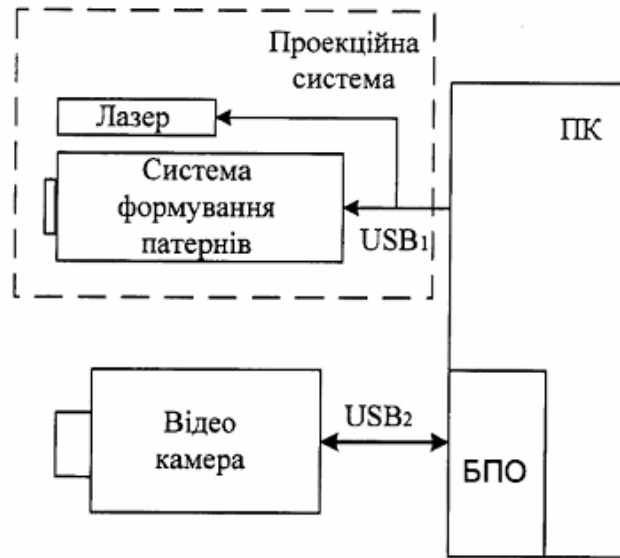 Проекційна
система
Лазер
ПК
Система
формування
патернів
USB1
Відео
камера
USB2
БПО